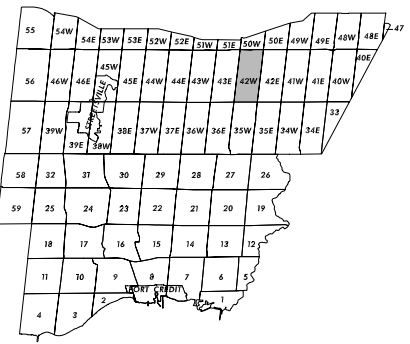 55 54W 54E 53W 53E 52W 52E 51W 51E 50W 50E 49W 49E 48W 48E 47
56 46W 46E 45W 45E 44W 44E 43W 43E 42W 42E 41W 41E 40W 40E
STREETSVILLE
57 39W 39E 38W 38E 37W 37E 36W 36E 35W 35E 34W 34E 33
58 32 31 30 29 28 27 26
59 25 24 23 22 21 20 19
18 17 16 15 14 13 12
11 10 9 8 7 6 5
PORT CREDIT
4 3 2 1